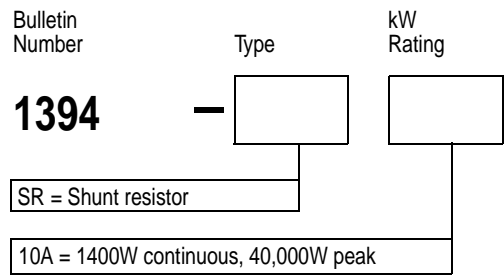 Bulletin
Number
Type
kW
Rating
1394 –
SR = Shunt resistor
10A = 1400W continuous, 40,000W peak